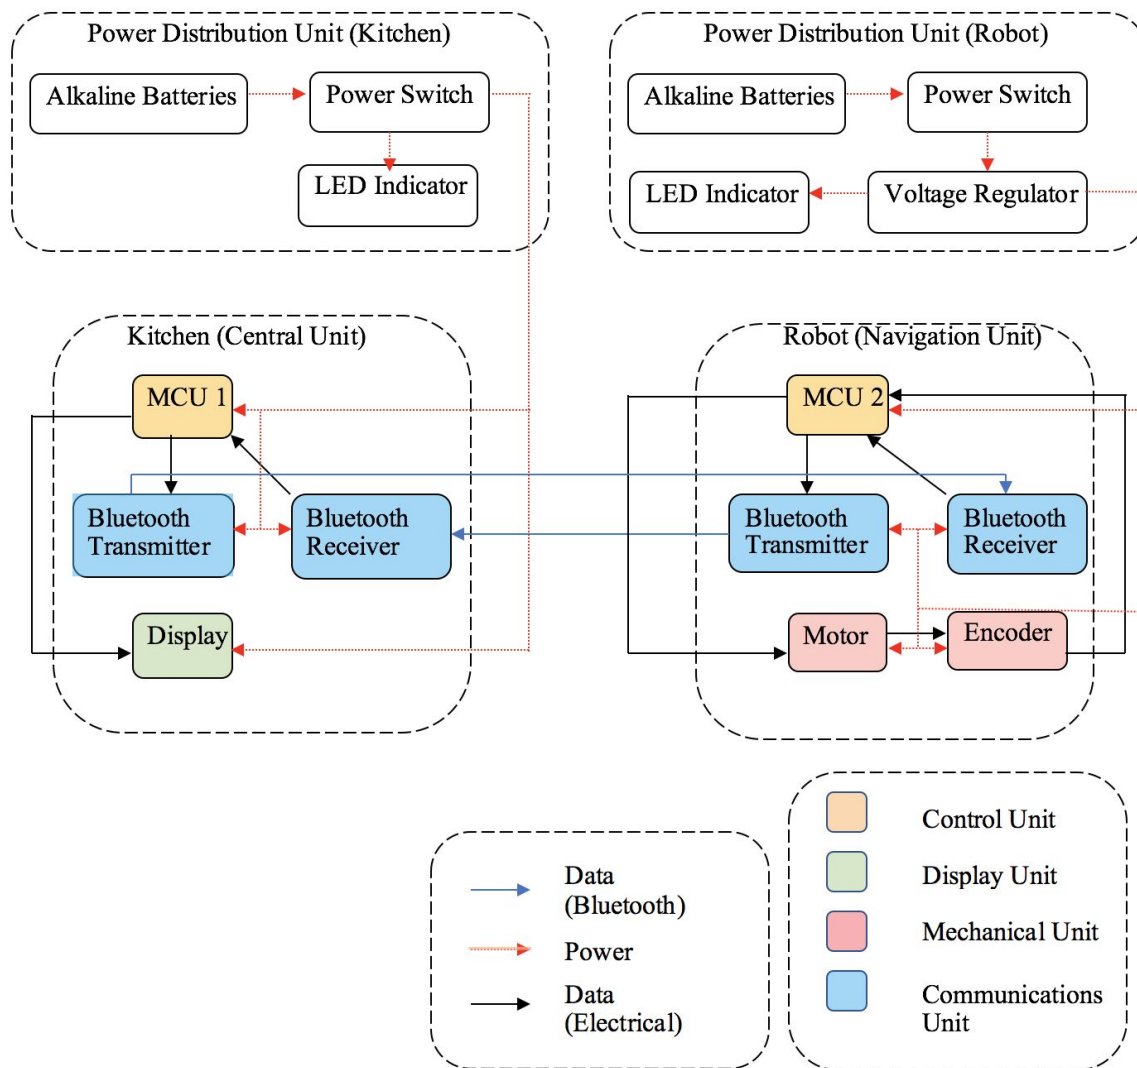 Power Distribution Unit (Kitchen)
Alkaline Batteries
Power Switch
LED Indicator
Power Distribution Unit (Robot)
Alkaline Batteries
Power Switch
LED Indicator
Voltage Regulator
Kitchen (Central Unit)
MCU 1
Bluetooth
Transmitter
Bluetooth
Receiver
Display
Robot (Navigation Unit)
MCU 2
Bluetooth
Transmitter
Bluetooth
Receiver
Motor
Encoder
Data
(Bluetooth)
Power
Data
(Electrical)
Control Unit
Display Unit
Mechanical Unit
Communications
Unit